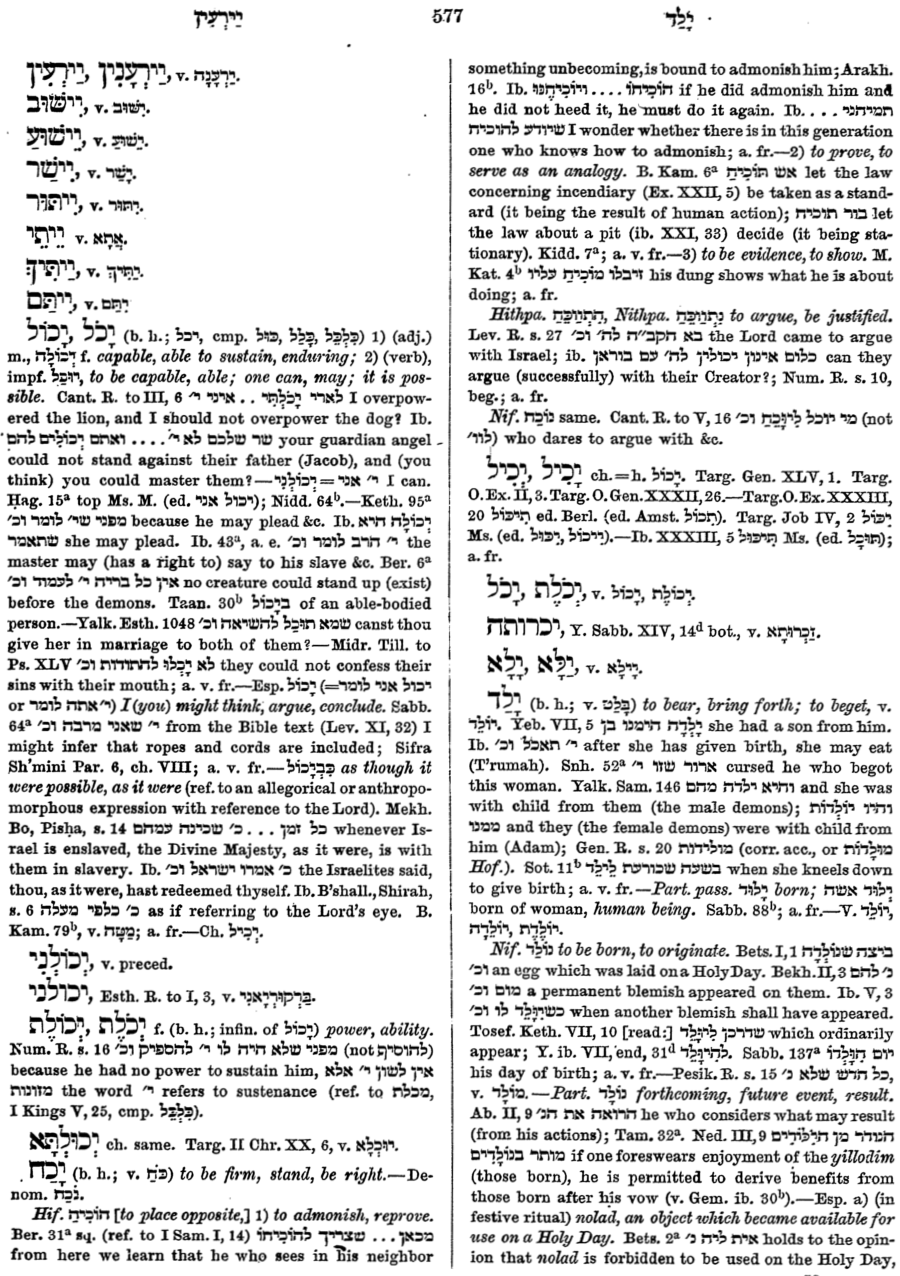 יַיִרְעִין 577 יָלַד
יַיִרְעָנִין, יַיִרְעִין, v. יַרְעָנָה.
יִישּׁוּב, v. יִשּׁוּב.
יֵישׁוּעַ, v. יֵשׁוּעַ.
יִישַּׁר, v. יָשַׁר.
יִיתּוּר, v. יִתּוּר.
יֵיתֵי v. אֲתָא.
יַיתִּיךְ, v. יַתִּיךְ.
יִיתַּם, v. יִתַּם.
יָכֹל, יָכוֹל (b. h.; יכל, cmp. כּוּל, כָּלַל, כַּלְכֵּל) 1) (adj.)
m., יְכוֹלָה f. capable, able to sustain, enduring; 2) (verb),
impf. יוּכַל, to be capable, able; one can, may; it is pos-
sible. Cant. R. to III, 6 לארי יָכֹלְתִּי .. איני י׳ I overpow-
ered the lion, and I should not overpower the dog? Ib.
שר שלכם לא י׳ .... ואתם יְכוֹלִים להם your guardian angel
could not stand against their father (Jacob), and (you
think) you could master them?—יְכוֹלְנִי = י׳ אני I can.
Ḥag. 15ᵃ top Ms. M. (ed. יכול אני); Nidd. 64ᵇ.—Keth. 95ᵃ
מפני שי׳ לומר וכ׳ because he may plead &c. Ib. יְכוֹלָה היא
שתאמר she may plead. Ib. 43ᵃ, a. e. י׳ הרב לומר וכ׳ the
master may (has a right to) say to his slave &c. Ber. 6ᵃ
אין כל בריה י׳ לעמוד וכ׳ no creature could stand up (exist)
before the demons. Taan. 30ᵇ בְּיָכוֹל of an able-bodied
person.—Yalk. Esth. 1048 שמא תוּכַל להשיאה וכ׳ canst thou
give her in marriage to both of them?—Midr. Till. to
Ps. XLV לא יָכְלוּ להתודות וכ׳ they could not confess their
sins with their mouth; a. v. fr.—Esp. יָכוֹל (=יכול אני לומר
or י׳ אתה לומר) I (you) might think, argue, conclude. Sabb.
64ᵃ י׳ שאני מרבה וכ׳ from the Bible text (Lev. XI, 32) I
might infer that ropes and cords are included; Sifra
Sh'mini Par. 6, ch. VIII; a. v. fr.—כִּבְיָכוֹל as though it
were possible, as it were (ref. to an allegorical or anthropo-
morphous expression with reference to the Lord). Mekh.
Bo, Pisḥa, s. 14 כל זמן ... כ׳ שכינה עמהם whenever Is-
rael is enslaved, the Divine Majesty, as it were, is with
them in slavery. Ib. כ׳ אמרו ישראל וכ׳ the Israelites said,
thou, as it were, hast redeemed thyself. Ib. B'shall., Shirah,
s. 6 כ׳ כלפי מעלה as if referring to the Lord's eye. B.
Kam. 79ᵇ, v. מַטָּה; a. fr.—Ch. יְכִיל.
יְכוֹלְנִי, v. preced.
יכולני, Esth. R. to I, 3, v. בַּרְקוּרְיָאנִי.
יְכֹלֶת, יְכוֹלֶת f. (b. h.; infin. of יָכוֹל) power, ability.
Num. R. s. 16 מפני שלא היה לו י׳ להספיק וכ׳ (not להוסיף)
because he had no power to sustain him, אין לשון י׳ אלא
מזונות the word י׳ refers to sustenance (ref. to מכלת,
I Kings V, 25, cmp. כַּלְכֵּל).
יְכוּלְתָּא ch. same. Targ. II Chr. XX, 6, v. יוּכְלָא.
יָכַח (b. h.; v. כֹּחַ) to be firm, stand, be right.—De-
nom. נֹכַח.
Hif. הוֹכִיחַ [to place opposite,] 1) to admonish, reprove.
Ber. 31ᵃ sq. (ref. to I Sam. I, 14) מכאן ... שצריך להוֹכִיחוֹ
from here we learn that he who sees in his neighbor
something unbecoming, is bound to admonish him; Arakh.
16ᵇ. Ib. הוֹכִיחוֹ .... ויוֹכִיחֶנּוּ if he did admonish him and
he did not heed it, he must do it again. Ib. .... תמיהני
שיודע להוכיח I wonder whether there is in this generation
one who knows how to admonish; a. fr.—2) to prove, to
serve as an analogy. B. Kam. 6ᵃ אש תּוֹכִיחַ let the law
concerning incendiary (Ex. XXII, 5) be taken as a stand-
ard (it being the result of human action); בור תוכיח let
the law about a pit (ib. XXI, 33) decide (it being sta-
tionary). Kidd. 7ᵃ; a. v. fr.—3) to be evidence, to show. M.
Kat. 4ᵇ זיבלו מוֹכִיחַ עליו his dung shows what he is about
doing; a. fr.
Hithpa. הִתְוַוכֵּחַ, Nithpa. נִתְוַוכֵּחַ to argue, be justified.
Lev. R. s. 27 בא הקב״ה לה׳ וכ׳ the Lord came to argue
with Israel; ib. כלום אינון יכולין לה׳ עם בוראן can they
argue (successfully) with their Creator?; Num. R. s. 10,
beg.; a. fr.
Nif. נוֹכַח same. Cant. R. to V, 16 מי יוכל לִיוָּכַח וכ׳ (not
לוי׳) who dares to argue with &c.
יָכֵיל, יְכִיל ch.=h. יָכוֹל. Targ. Gen. XLV, 1. Targ.
O. Ex. II, 3. Targ. O. Gen. XXXII, 26.—Targ. O. Ex. XXXIII,
20 תִיכּוּל ed. Berl. (ed. Amst. תִכוֹל). Targ. Job IV, 2 יִכּוֹל
Ms. (ed. יִיכוֹל, יִכּוּל).—Ib. XXXIII, 5 תִיכּוּל Ms. (ed. תּוּכַל);
a. fr.
יְכֹלֶת, יָכֹל, v. יְכוֹלֶת, יָכוֹל.
יכרותה, Y. Sabb. XIV, 14ᵈ bot., v. זַכְרוּתָא.
יַלָּא, יָלָא, v. יָילָא.
יָלַד (b. h.; v. פָּלַט) to bear, bring forth; to beget, v.
יוֹלֵד. Yeb. VII, 5 יָלְדָה הימנו בן she had a son from him.
Ib. י׳ תאכל וכ׳ after she has given birth, she may eat
(T'rumah). Snh. 52ᵃ ארור שזו י׳ cursed he who begot
this woman. Yalk. Sam. 146 והיא ילדה מהם and she was
with child from them (the male demons); והיו יוֹלְדוֹת
ממנו and they (the female demons) were with child from
him (Adam); Gen. R. s. 20 מולידות (corr. acc., or מוּלָדוֹת
Hof.). Sot. 11ᵇ בשעה שכורעת לֵילֵד when she kneels down
to give birth; a. v. fr.—Part. pass. יָלוּד born; יְלוּד אשה
born of woman, human being. Sabb. 88ᵇ; a. fr.—V. יוֹלֵד,
יוֹלֶדֶת, יוֹלֵדָה.
Nif. נוֹלַד to be born, to originate. Bets. I, 1 ביצה שנוֹלְדָה
וכ׳ an egg which was laid on a Holy Day. Bekh. II, 3 נ׳ להם
מום וכ׳ a permanent blemish appeared on them. Ib. V, 3
כשיִוָּלֵד לו וכ׳ when another blemish shall have appeared.
Tosef. Keth. VII, 10 [read:] שדרכן לִיוָּלֵד which ordinarily
appear; Y. ib. VII, end, 31ᵈ לְהִיוָּלֵד. Sabb. 137ᵃ יום הִוָּלְדוֹ
his day of birth; a. v. fr.—Pesik. R. s. 15 כל חדש שלא נ׳,
v. מוֹלָד.—Part. נוֹלָד forthcoming, future event, result.
Ab. II, 9 הרואה את הנ׳ he who considers what may result
(from his actions); Tam. 32ᵃ. Ned. III, 9 הנודר מן הילודים
מותר בנוֹלָדִים if one foreswears enjoyment of the yillodim
(those born), he is permitted to derive benefits from
those born after his vow (v. Gem. ib. 30ᵇ).—Esp. a) (in
festive ritual) nolad, an object which became available for
use on a Holy Day. Bets. 2ᵃ אית ליה נ׳ holds to the opin-
ion that nolad is forbidden to be used on the Holy Day,